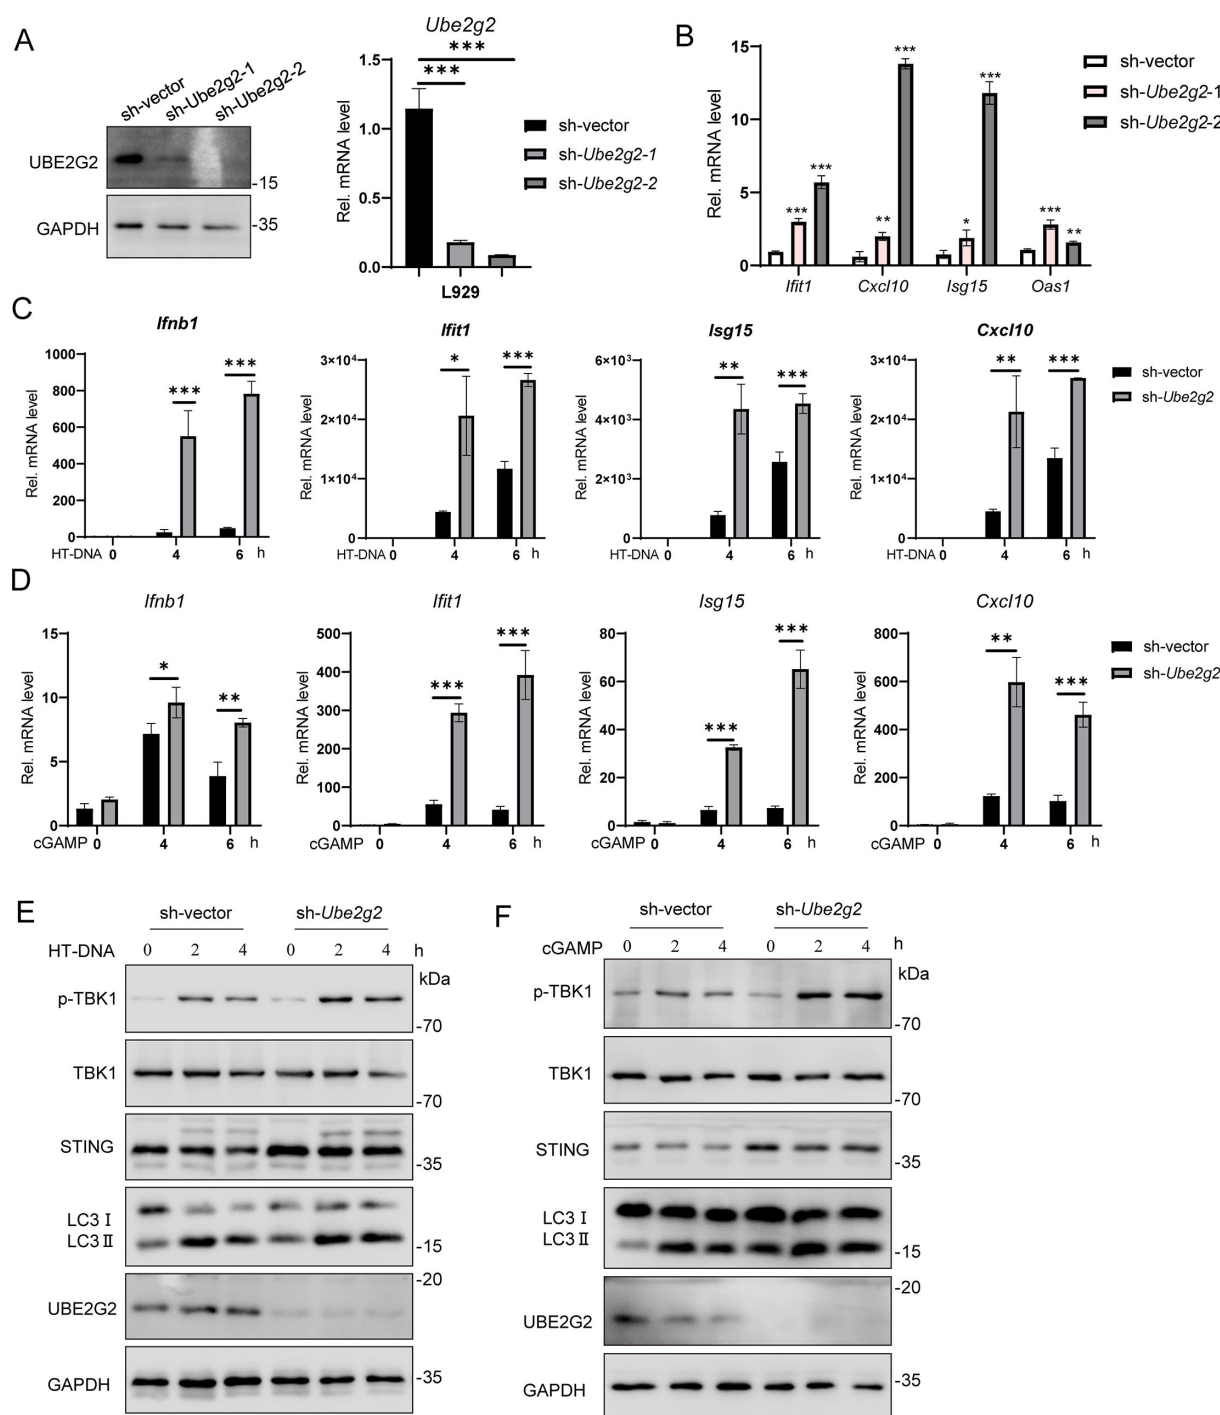 A
sh-vector
sh-Ube2g2-1
sh-Ube2g2-2
UBE2G2
-15
GAPDH
-35
Ube2g2
***
***
Rel. mRNA level
1.5
1.0
0.5
0.0
L929
sh-vector
sh-Ube2g2-1
sh-Ube2g2-2
B
Rel. mRNA level
15
10
5
0
***
***
**
***
*
***
***
**
Ifit1 Cxcl10 Isg15 Oas1
sh-vector
sh-Ube2g2-1
sh-Ube2g2-2
C
Ifnb1
Rel. mRNA level
1000
800
600
400
200
0
***
***
HT-DNA 0 4 6 h
Ifit1
Rel. mRNA level
3×10⁴
2×10⁴
1×10⁴
0
*
***
HT-DNA 0 4 6 h
Isg15
Rel. mRNA level
6×10³
4×10³
2×10³
0
**
***
HT-DNA 0 4 6 h
Cxcl10
Rel. mRNA level
3×10⁴
2×10⁴
1×10⁴
0
**
***
HT-DNA 0 4 6 h
sh-vector
sh-Ube2g2
D
Ifnb1
Rel. mRNA level
15
10
5
0
*
**
cGAMP 0 4 6 h
Ifit1
Rel. mRNA level
500
400
300
200
100
0
***
***
cGAMP 0 4 6 h
Isg15
Rel. mRNA level
80
60
40
20
0
***
***
cGAMP 0 4 6 h
Cxcl10
Rel. mRNA level
800
600
400
200
0
**
***
cGAMP 0 4 6 h
sh-vector
sh-Ube2g2
E
sh-vector sh-Ube2g2
HT-DNA 0 2 4 0 2 4 h
kDa
p-TBK1
-70
TBK1
-70
STING
-35
LC3 I
LC3 II
-15
-20
UBE2G2
GAPDH
-35
F
sh-vector sh-Ube2g2
cGAMP 0 2 4 0 2 4 h
kDa
p-TBK1
-70
TBK1
-70
STING
-35
LC3 I
LC3 II
-15
-20
UBE2G2
GAPDH
-35